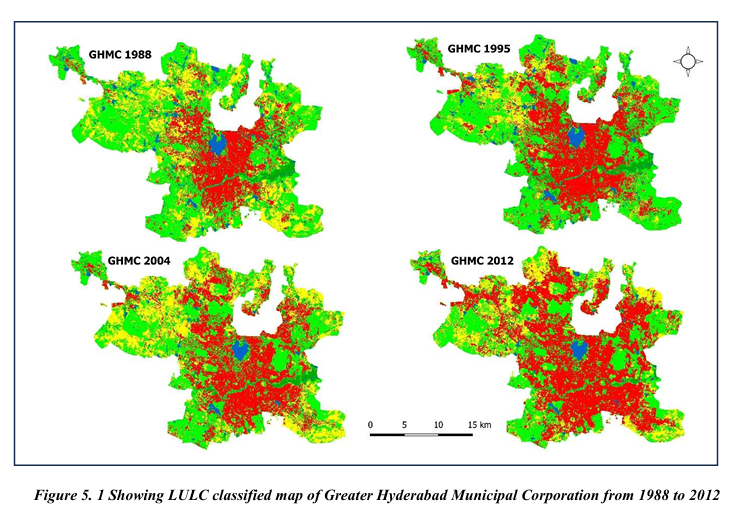 GHMC 1988
GHMC 1995
GHMC 2004
GHMC 2012
0 5 10 15 km
Figure 5. 1 Showing LULC classified map of Greater Hyderabad Municipal Corporation from 1988 to 2012